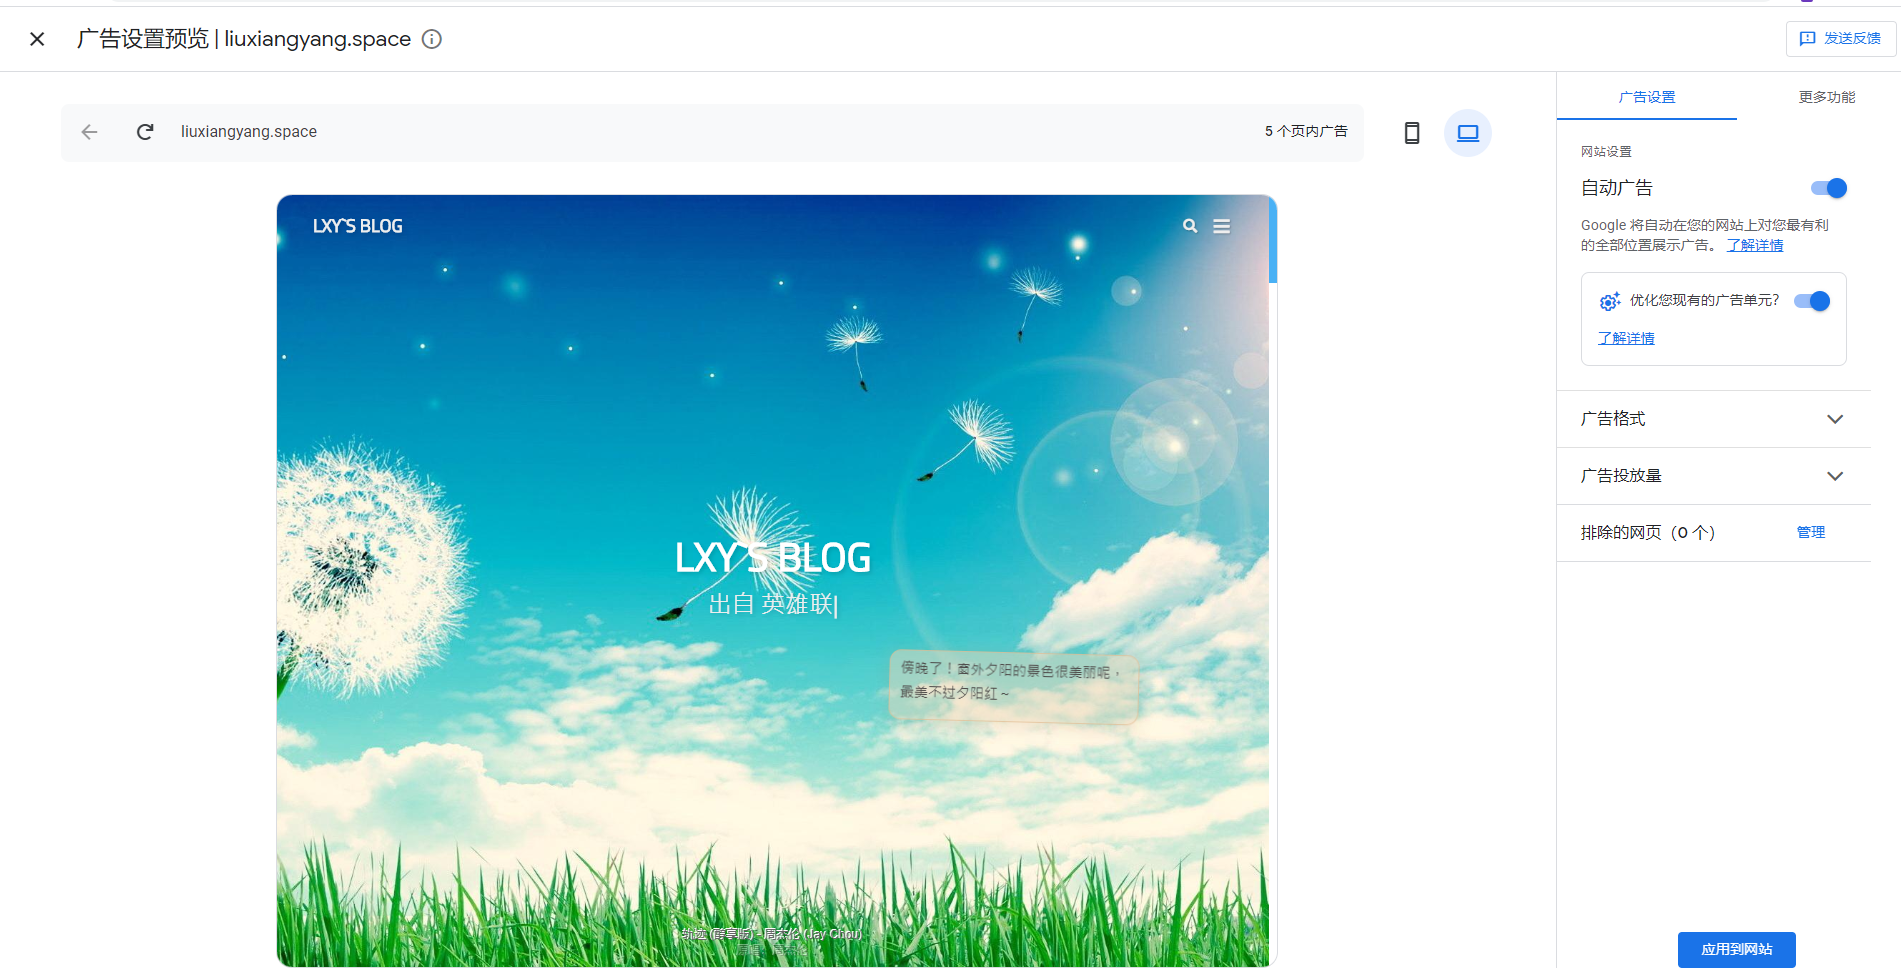 广告设置预览 | liuxiangyang.space
发送反馈
liuxiangyang.space
5 个页内广告
广告设置
更多功能
网站设置
自动广告
Google 将自动在您的网站上对您最有利
的全部位置展示广告。 了解详情
优化您现有的广告单元?
了解详情
广告格式
广告投放量
排除的网页（0 个）
管理
应用到网站
LXY'S BLOG
LXY'S BLOG
出自 英雄联|
傍晚了！窗外夕阳的景色很美丽呢，
最美不过夕阳红～
轨迹 (醇享版) - 周杰伦 (Jay Chou)